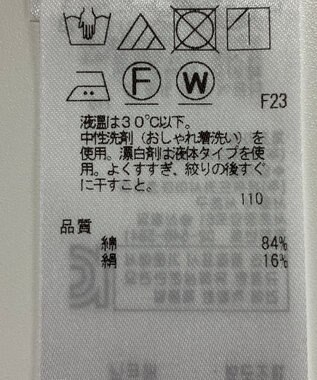 F W
F23
液温は30℃以下。
中性洗剤（おしゃれ着洗い）を
使用。漂白剤は液体タイプを使
用。よくすすぎ、絞りの後すぐ
に干すこと。
110
品質
綿 84%
絹 16%